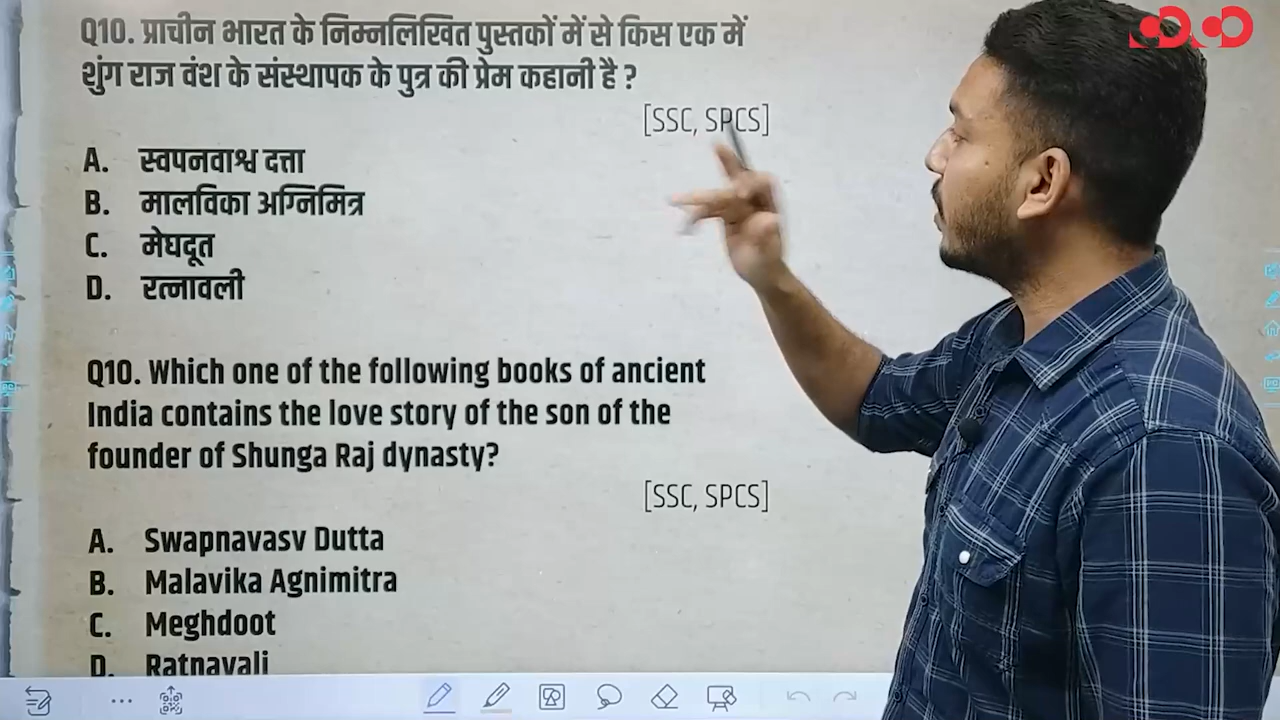 Q10. प्राचीन भारत के निम्नलिखित पुस्तकों में से किस एक में
शुंग राज वंश के संस्थापक के पुत्र की प्रेम कहानी है ?
[SSC, SPCS]
A. स्वपनवाश्व दत्ता
B. मालविका अग्निमित्र
C. मेघदूत
D. रत्नावली
Q10. Which one of the following books of ancient
India contains the love story of the son of the
founder of Shunga Raj dynasty?
[SSC, SPCS]
A. Swapnavasv Dutta
B. Malavika Agnimitra
C. Meghdoot
D. Ratnavali